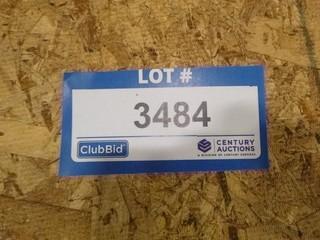 LOT #
3484
ClubBid
CENTURY
AUCTIONS
A DIVISION OF CENTURY SERVICES